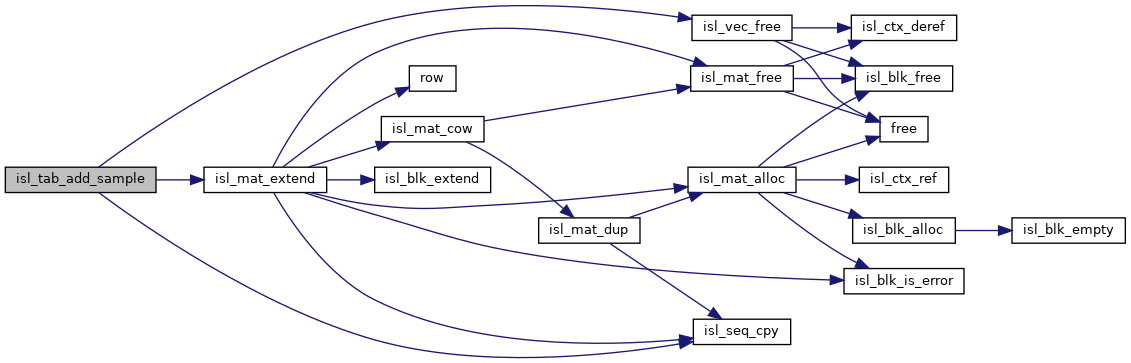 isl_vec_free
isl_ctx_deref
row
isl_mat_free
isl_blk_free
isl_mat_cow
free
isl_tab_add_sample
isl_mat_extend
isl_blk_extend
isl_mat_alloc
isl_ctx_ref
isl_mat_dup
isl_blk_alloc
isl_blk_empty
isl_blk_is_error
isl_seq_cpy